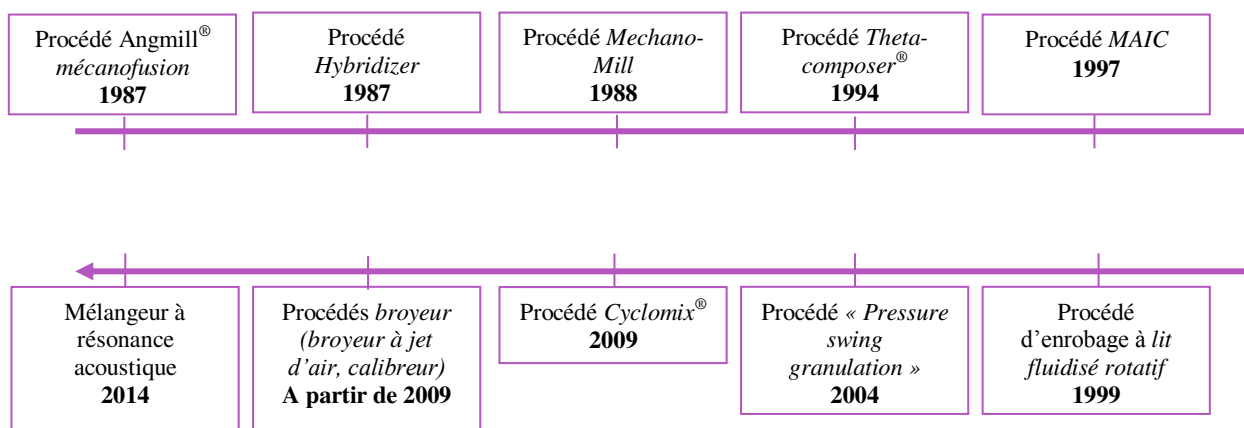 Procédé Angmill®
mécanofusion
1987
Procédé
Hybridizer
1987
Procédé Mechano-
Mill
1988
Procédé Theta-
composer®
1994
Procédé MAIC
1997
Mélangeur à
résonance
acoustique
2014
Procédés broyeur
(broyeur à jet
d’air, calibreur)
A partir de 2009
Procédé Cyclomix®
2009
Procédé « Pressure
swing
granulation »
2004
Procédé
d’enrobage à lit
fluidisé rotatif
1999